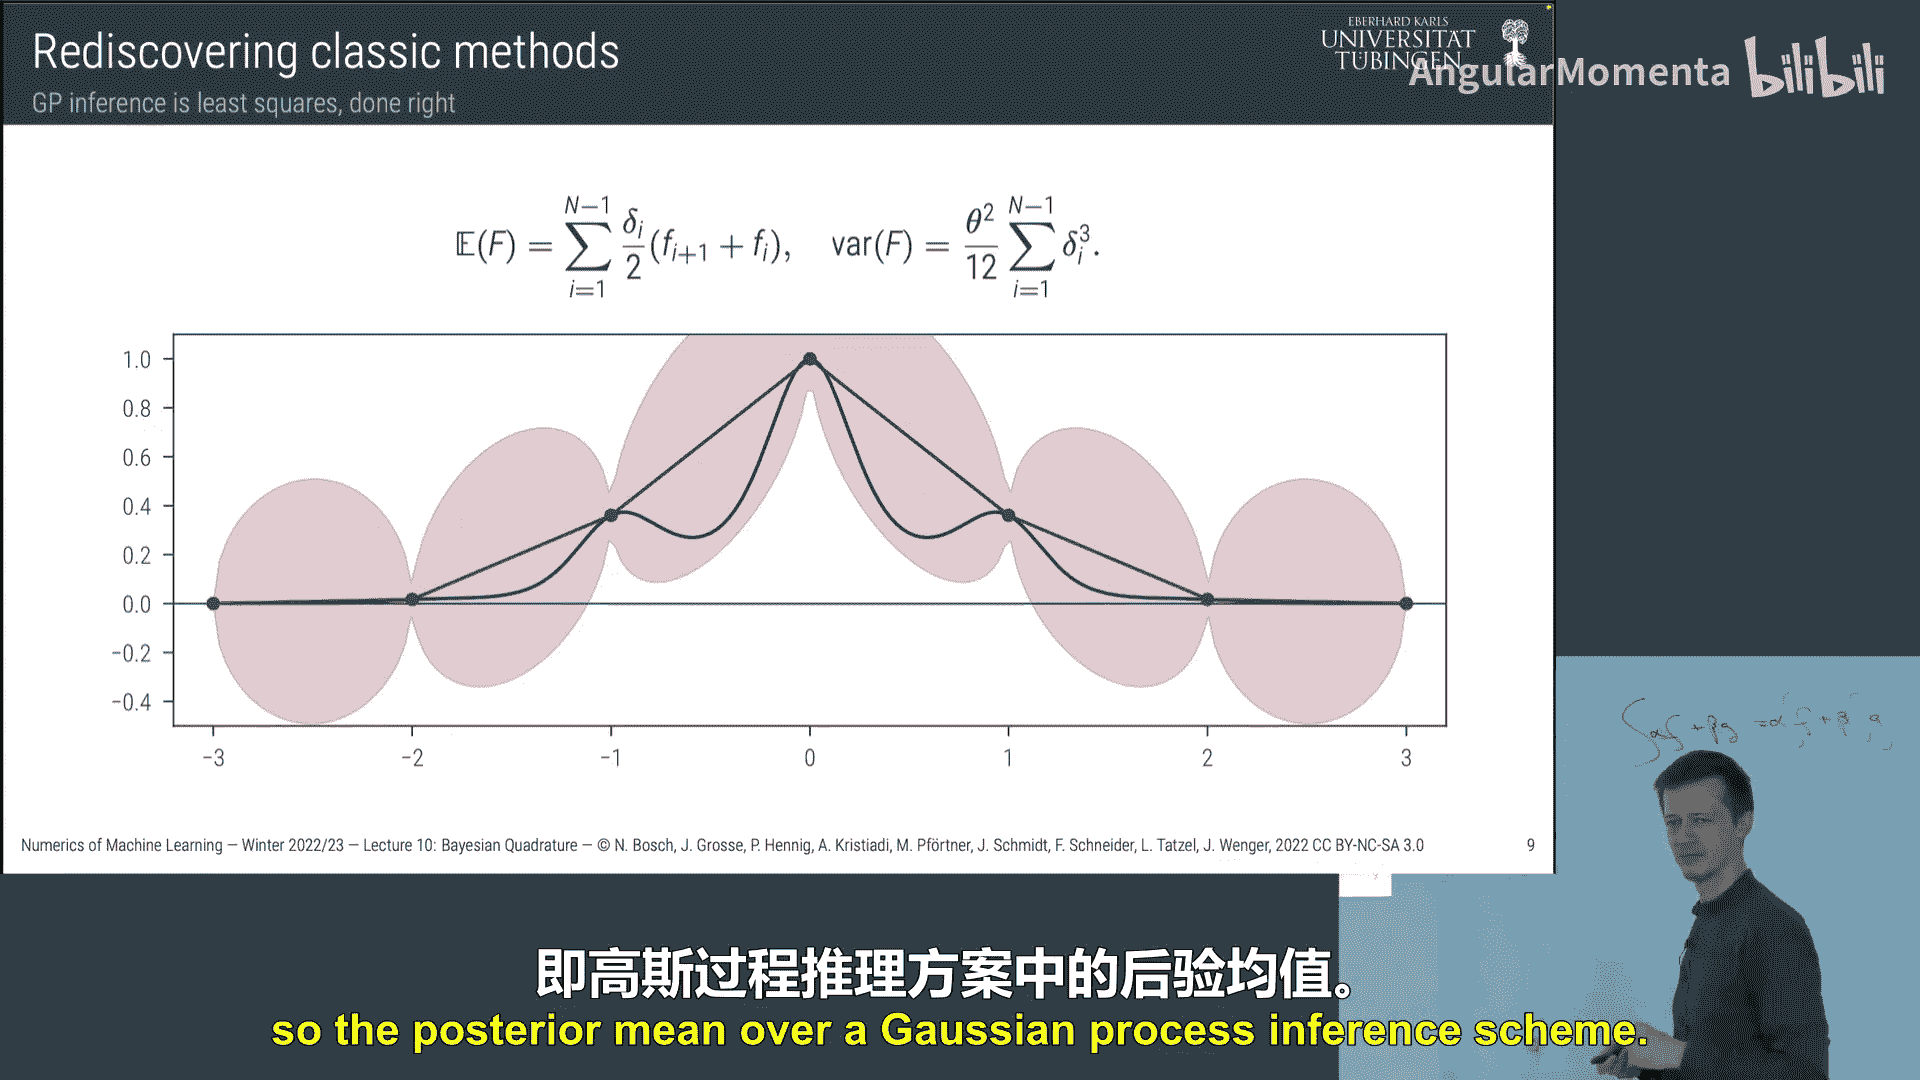 Rediscovering classic methods
GP inference is least squares, done right
EBERHARD KARLS
UNIVERSITÄT
TÜBINGEN
AngularMomenta bilibili
𝔼(F) = ∑_{i=1}^{N−1} δ_i/2 (f_{i+1} + f_i), var(F) = θ²/12 ∑_{i=1}^{N−1} δ_i³.
1.0
0.8
0.6
0.4
0.2
0.0
−0.2
−0.4
−3 −2 −1 0 1 2 3
∫αf + βg = α∫f + β∫g
Numerics of Machine Learning — Winter 2022/23 — Lecture 10: Bayesian Quadrature — © N. Bosch, J. Grosse, P. Hennig, A. Kristiadi, M. Pförtner, J. Schmidt, F. Schneider, L. Tatzel, J. Wenger, 2022 CC BY-NC-SA 3.0 9
即高斯过程推理方案中的后验均值。
so the posterior mean over a Gaussian process inference scheme.